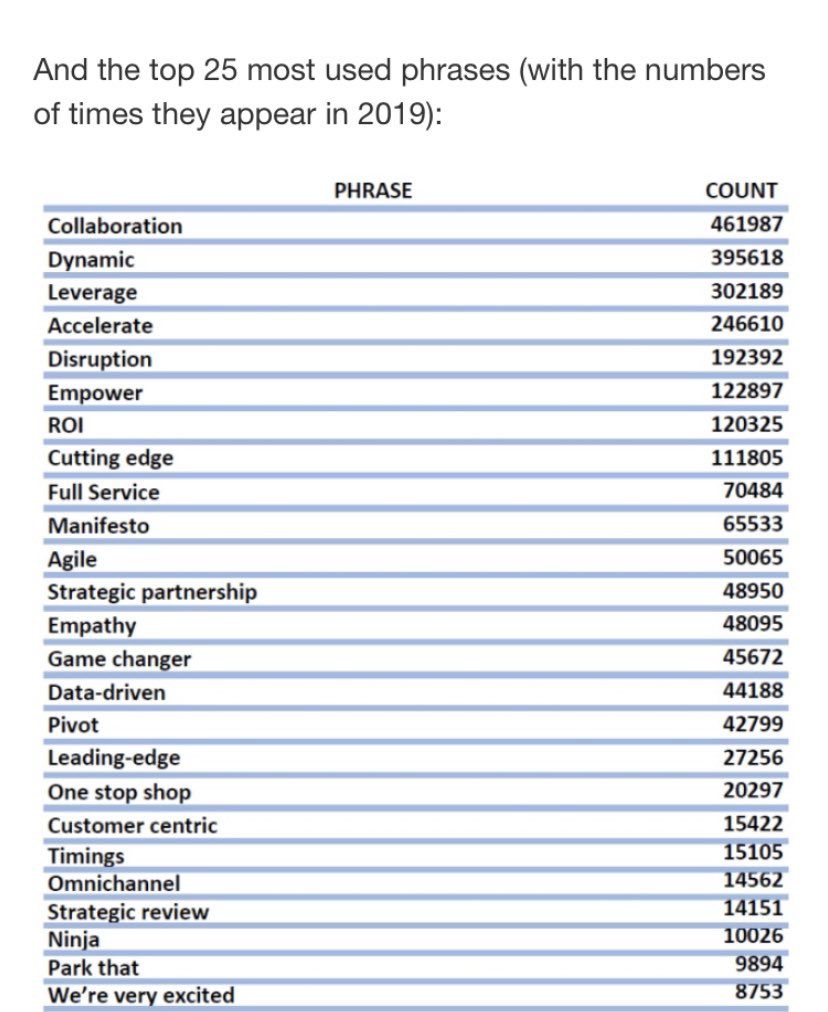 And the top 25 most used phrases (with the numbers
of times they appear in 2019):
PHRASE COUNT
Collaboration 461987
Dynamic 395618
Leverage 302189
Accelerate 246610
Disruption 192392
Empower 122897
ROI 120325
Cutting edge 111805
Full Service 70484
Manifesto 65533
Agile 50065
Strategic partnership 48950
Empathy 48095
Game changer 45672
Data-driven 44188
Pivot 42799
Leading-edge 27256
One stop shop 20297
Customer centric 15422
Timings 15105
Omnichannel 14562
Strategic review 14151
Ninja 10026
Park that 9894
We’re very excited 8753